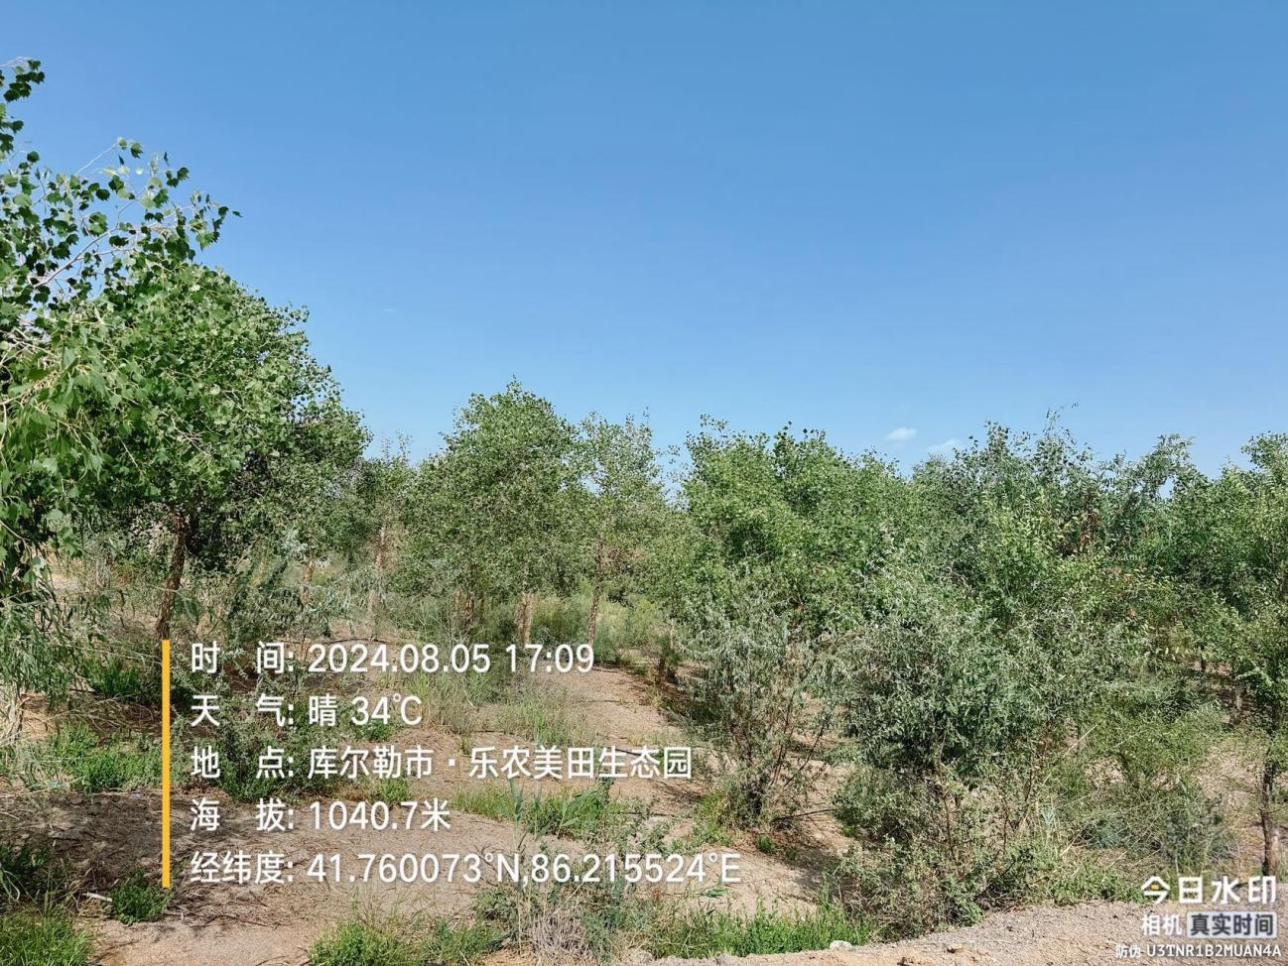 时 间: 2024.08.05 17:09
天 气: 晴 34℃
地 点: 库尔勒市·乐农美田生态园
海 拔: 1040.7米
经纬度: 41.760073°N,86.215524°E
今日水印
相机 真实时间
防伪 U3TNR1B2MUAN4A